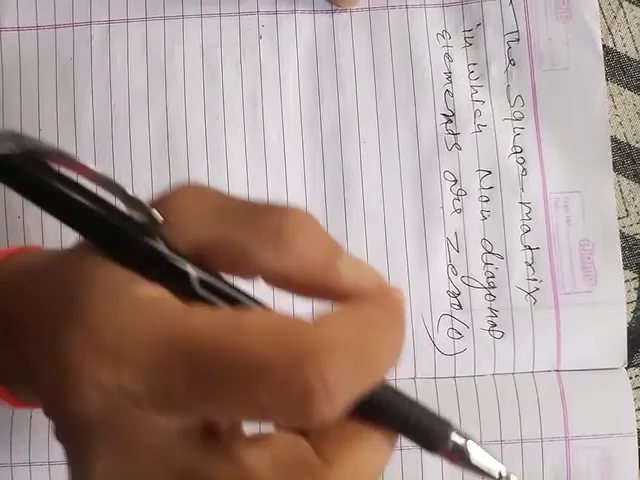 The Square matrix
in which Non diagonal
elements are zero(0)